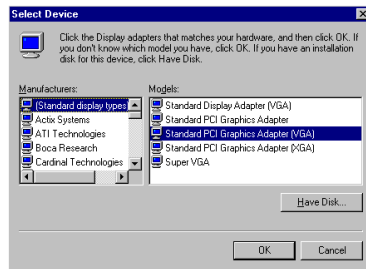 Select Device
Click the Display adapters that matches your hardware, and then click OK. If
you don't know which model you have, click OK. If you have an installation
disk for this device, click Have Disk.
Manufacturers:
(Standard display types)
Actix Systems
ATI Technologies
Boca Research
Cardinal Technologies
Models:
Standard Display Adapter (VGA)
Standard PCI Graphics Adapter
Standard PCI Graphics Adapter (VGA)
Standard PCI Graphics Adapter (XGA)
Super VGA
Have Disk...
OK
Cancel